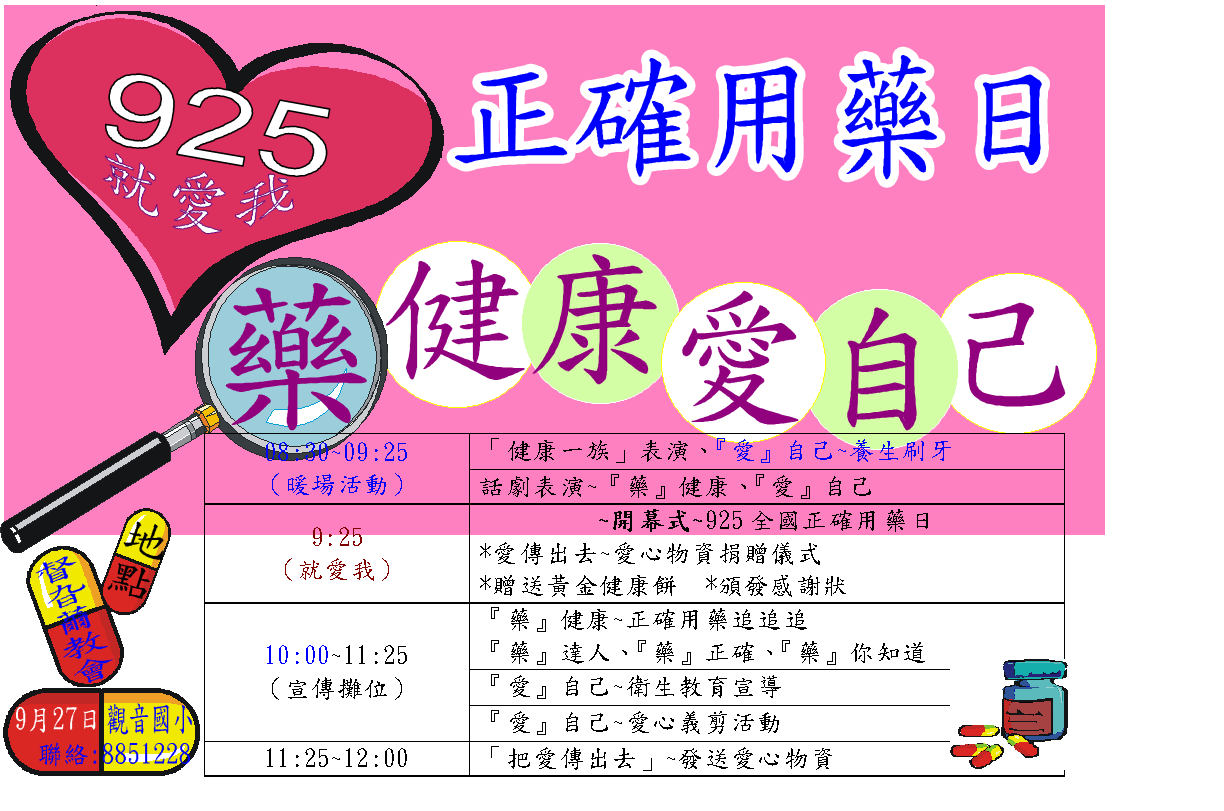 925
就愛我
正確用藥日
藥健康愛自己
08:30~09:25
（暖場活動）
「健康一族」表演、『愛』自己~養生刷牙
話劇表演~『藥』健康、『愛』自己
9:25
（就愛我）
~開幕式~925全國正確用藥日
*愛傳出去~愛心物資捐贈儀式
*贈送黃金健康餅 *頒發感謝狀
10:00~11:25
（宣傳攤位）
『藥』健康~正確用藥追追追
『藥』達人、『藥』正確、『藥』你知道
『愛』自己~衛生教育宣導
『愛』自己~愛心義剪活動
11:25~12:00
「把愛傳出去」~發送愛心物資
地點
督旮薾教會
9月27日 觀音國小
聯絡:8851228